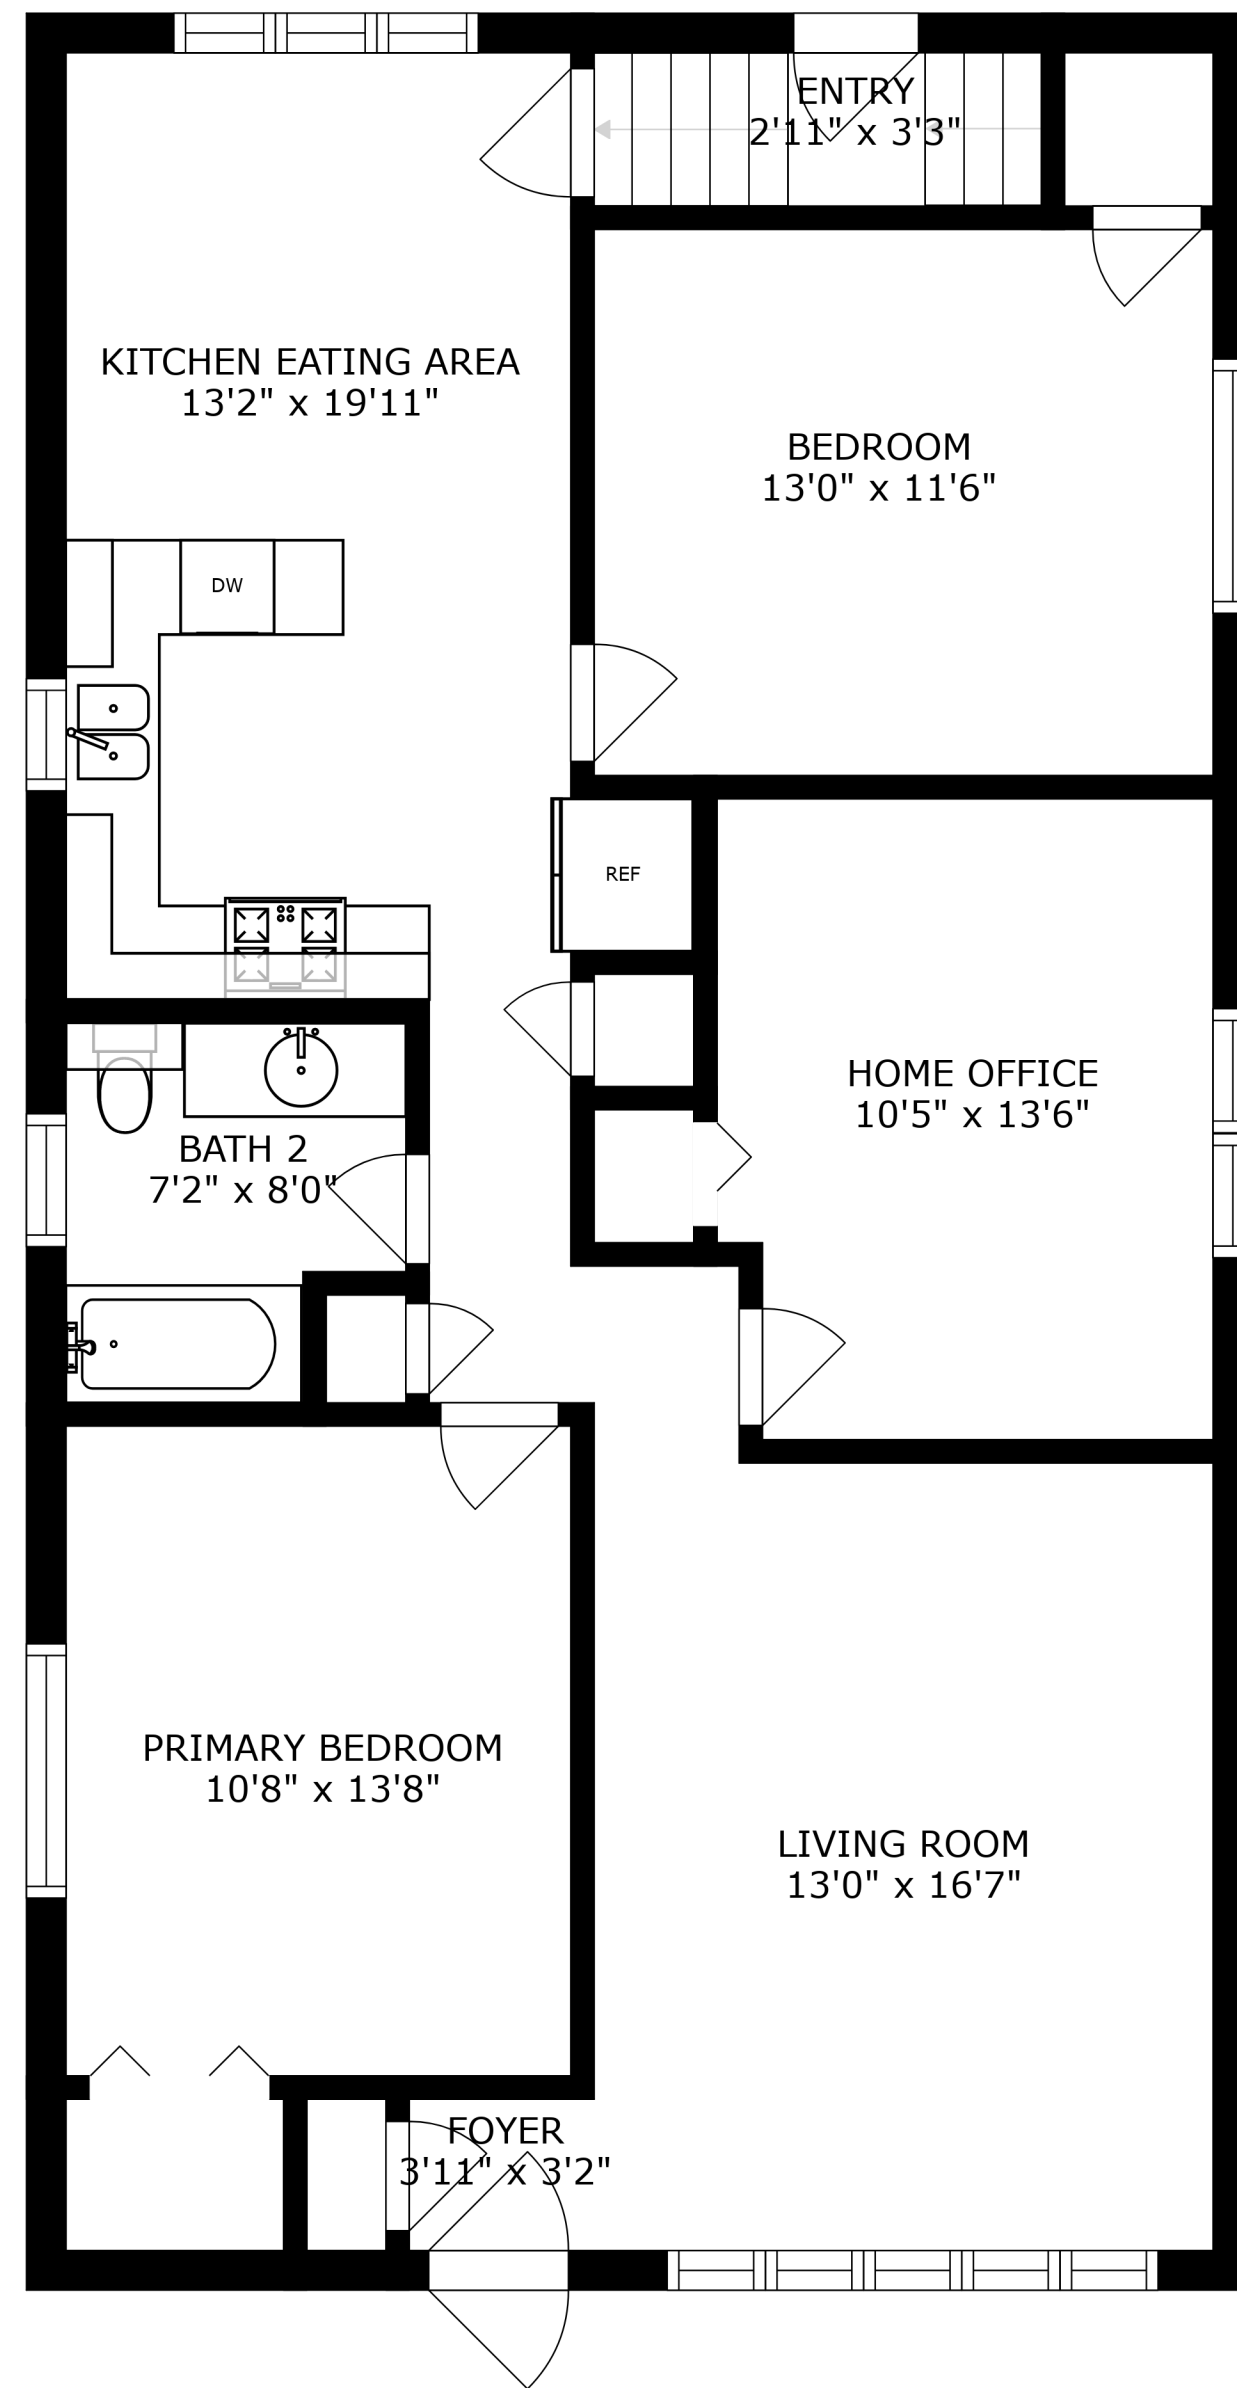 ENTRY
2'11" x 3'3"
KITCHEN EATING AREA
13'2" x 19'11"
BEDROOM
13'0" x 11'6"
DW
REF
HOME OFFICE
10'5" x 13'6"
BATH 2
7'2" x 8'0"
PRIMARY BEDROOM
10'8" x 13'8"
LIVING ROOM
13'0" x 16'7"
FOYER
3'11" x 3'2"